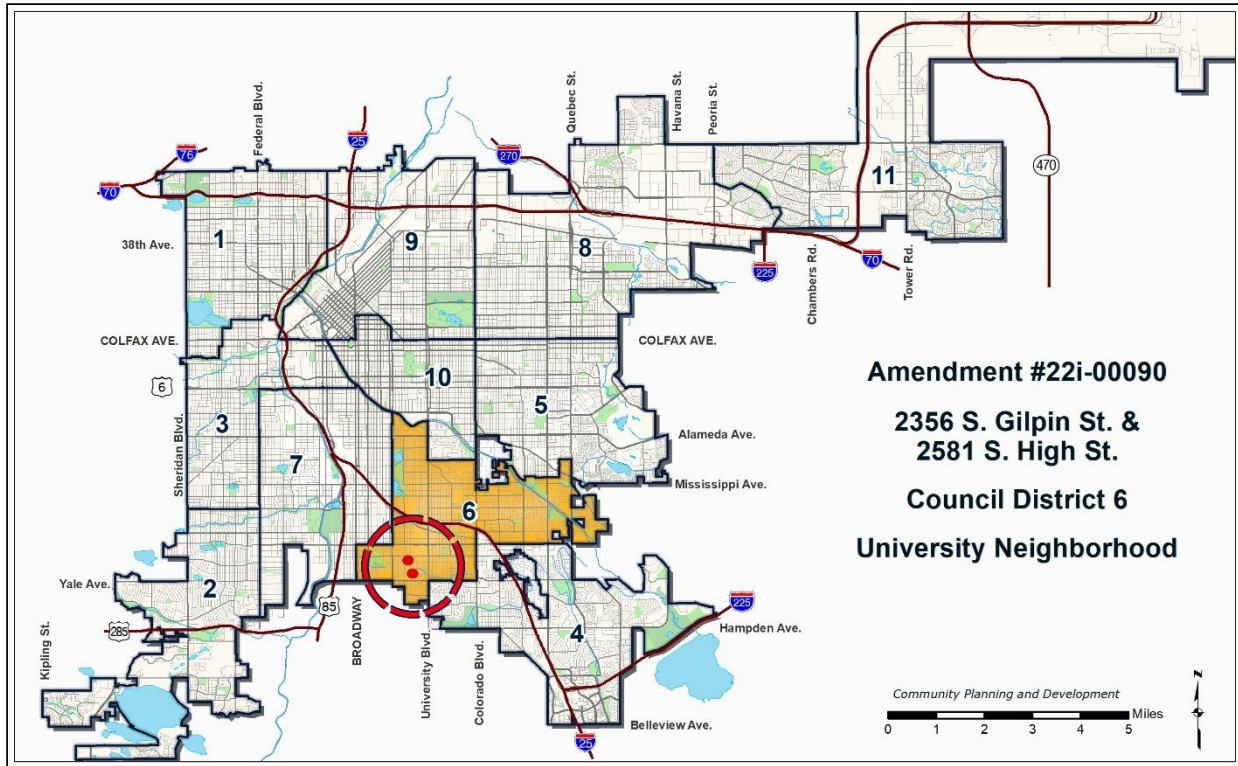 Federal Blvd.
Quebec St.
Havana St.
Peoria St.
76
25
270
70
470
38th Ave.
1
9
8
11
225
70
Chambers Rd.
Tower Rd.
COLFAX AVE.
COLFAX AVE.
6
10
5
Sheridan Blvd.
3
7
Alameda Ave.
Mississippi Ave.
6
Yale Ave.
2
85
BROADWAY
University Blvd.
Colorado Blvd.
4
225
Hampden Ave.
285
Kipling St.
Belleview Ave.
25
Amendment #22i-00090
2356 S. Gilpin St. &
2581 S. High St.
Council District 6
University Neighborhood
Community Planning and Development
Miles
0 1 2 3 4 5
N